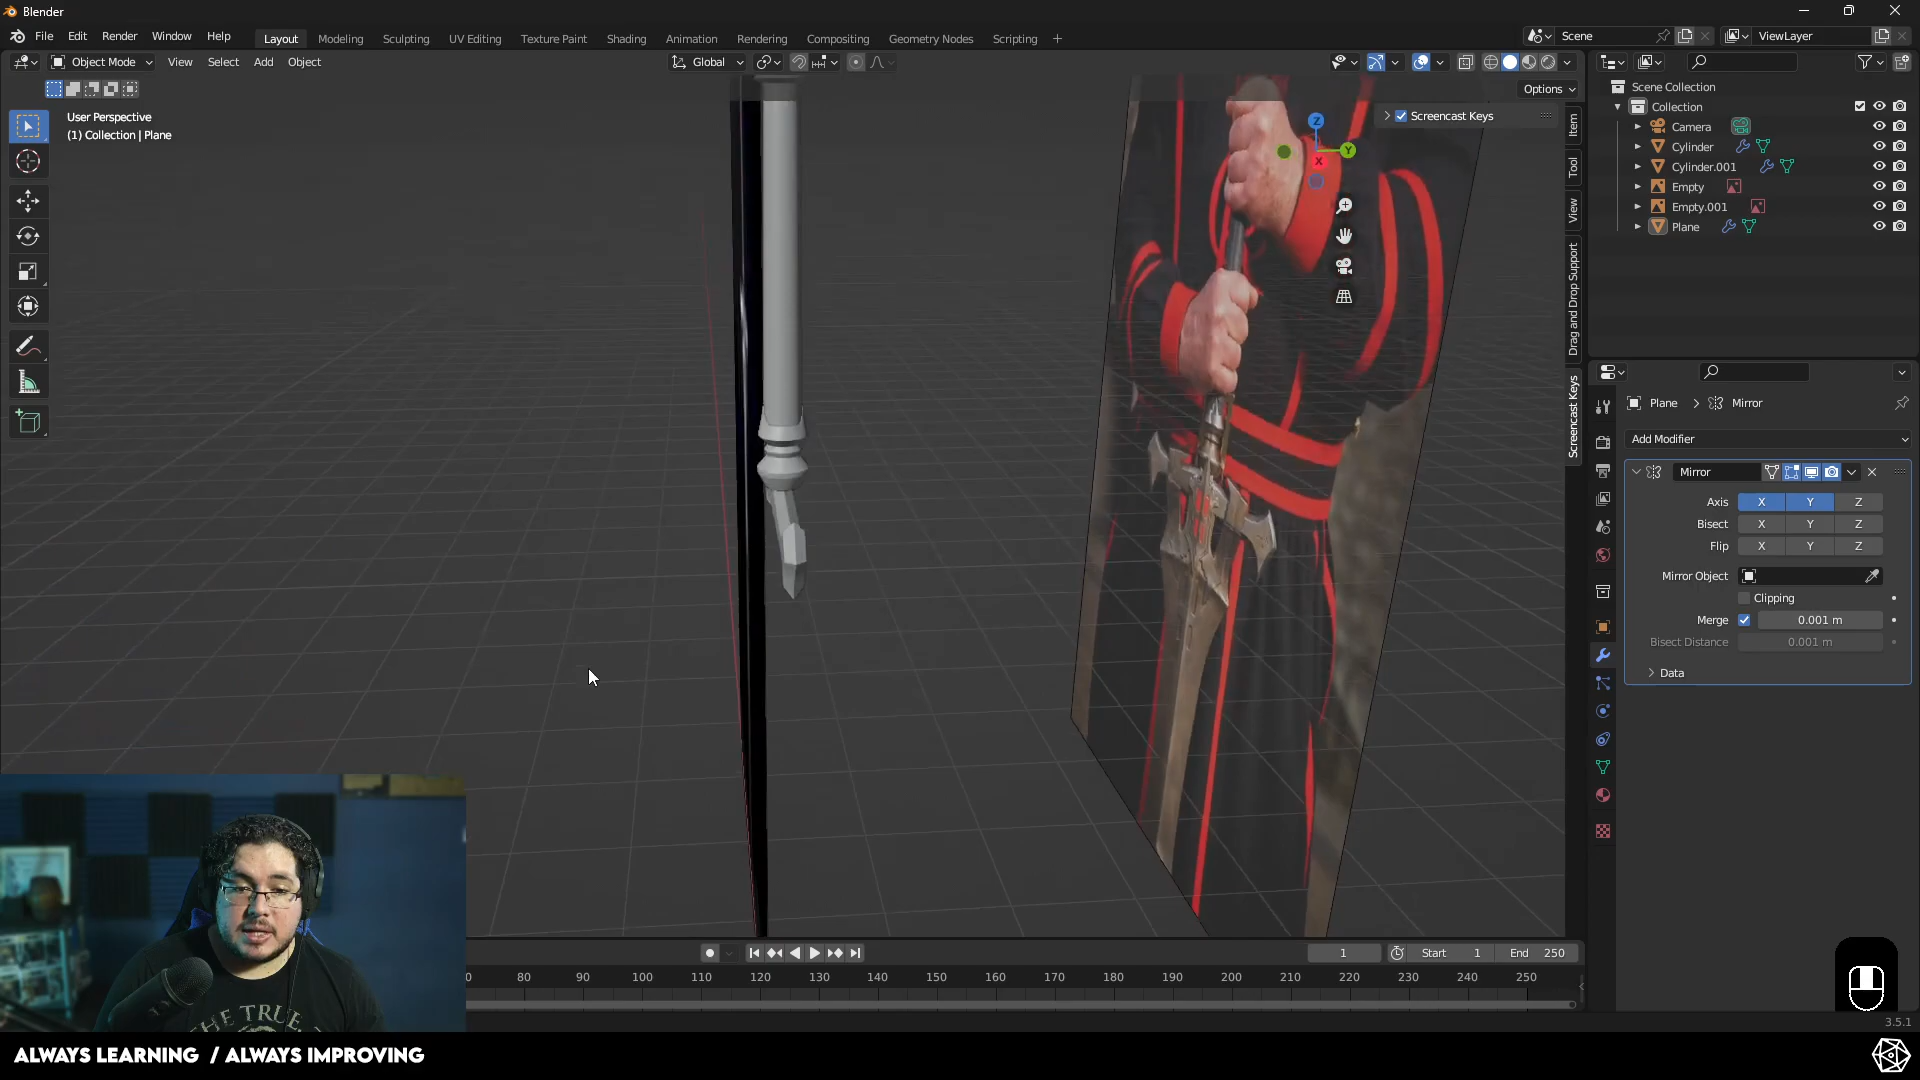 Blender
File Edit Render Window Help
Layout Modeling Sculpting UV Editing Texture Paint Shading Animation Rendering Compositing Geometry Nodes Scripting +
Scene
ViewLayer
Object Mode View Select Add Object
Global
Options
User Perspective
(1) Collection | Plane
Screencast Keys
Z
Y
X
Item
Tool
View
Drag and Drop Support
Screencast Keys
Scene Collection
Collection
Camera
Cylinder
Cylinder.001
Empty
Empty.001
Plane
Plane > Mirror
Add Modifier
Mirror
Axis X Y Z
Bisect X Y Z
Flip X Y Z
Mirror Object
Clipping
Merge 0.001 m
Bisect Distance 0.001 m
Data
1 Start 1 End 250
80 90 100 110 120 130 140 150 160 170 180 190 200 210 220 230 240 250
THE TRUE
3.5.1
ALWAYS LEARNING / ALWAYS IMPROVING